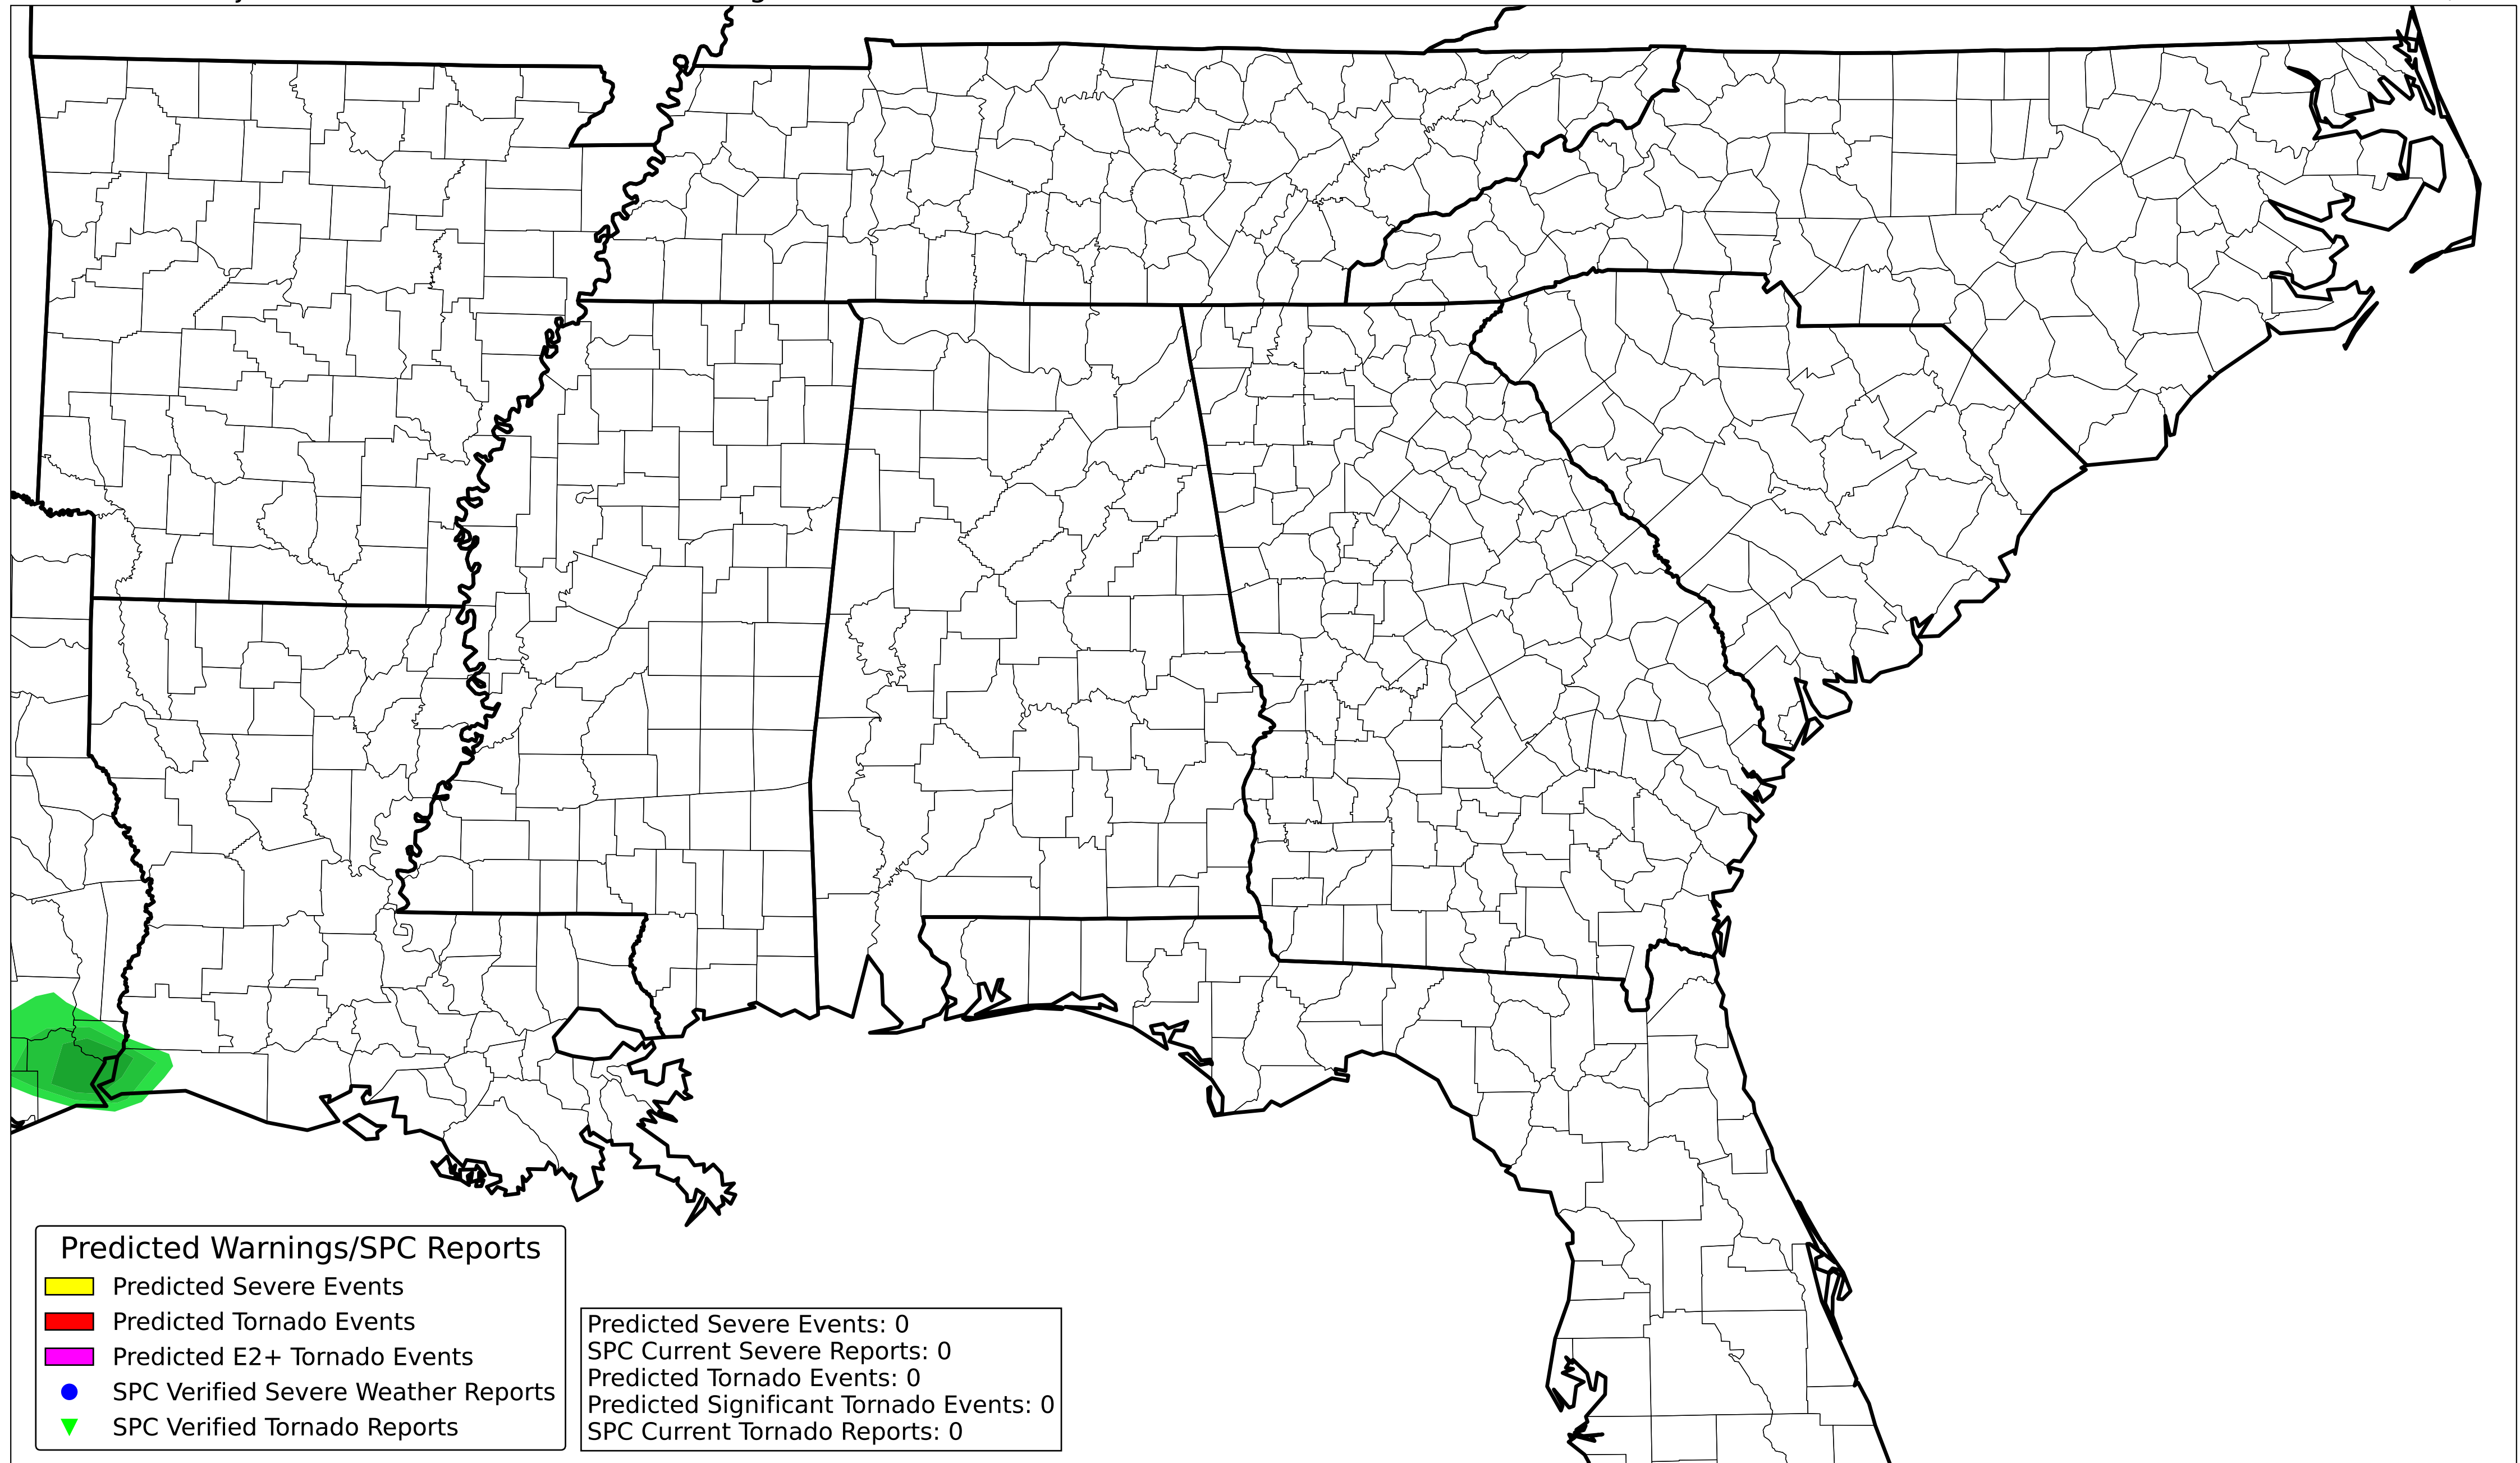 Predicted Warnings/SPC Reports
Predicted Severe Events
Predicted Tornado Events
Predicted E2+ Tornado Events
SPC Verified Severe Weather Reports
SPC Verified Tornado Reports
Predicted Severe Events: 0
SPC Current Severe Reports: 0
Predicted Tornado Events: 0
Predicted Significant Tornado Events: 0
SPC Current Tornado Reports: 0